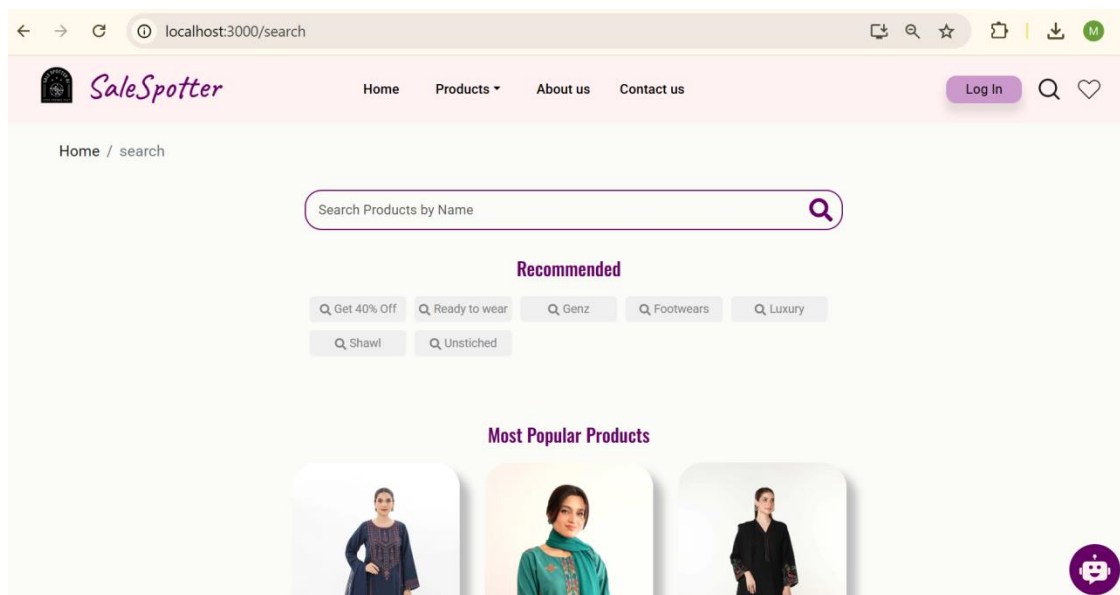 localhost:3000/search
M
SaleSpotter
Home Products About us Contact us
Log In
Home / search
Search Products by Name
Recommended
Get 40% Off Ready to wear Genz Footwears Luxury
Shawl Unstiched
Most Popular Products